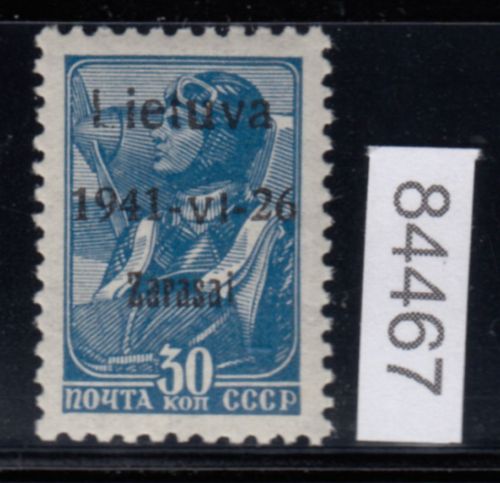 Lietuva
1941-VI-26
Zarasai
30
ПОЧТА КОП СССР
84467